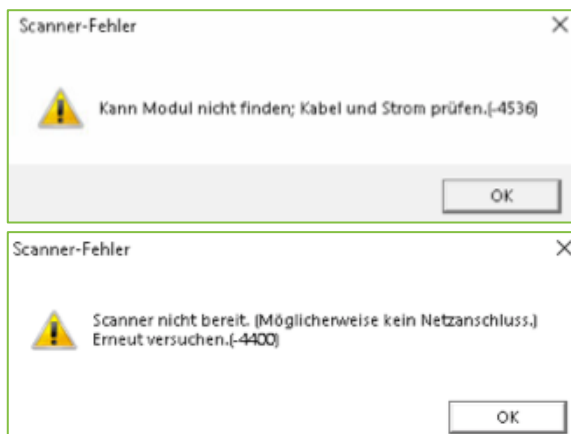 Scanner-Fehler
Kann Modul nicht finden; Kabel und Strom prüfen.(-4536)
OK
Scanner-Fehler
Scanner nicht bereit. (Möglicherweise kein Netzanschluss.)
Erneut versuchen.(-4400)
OK